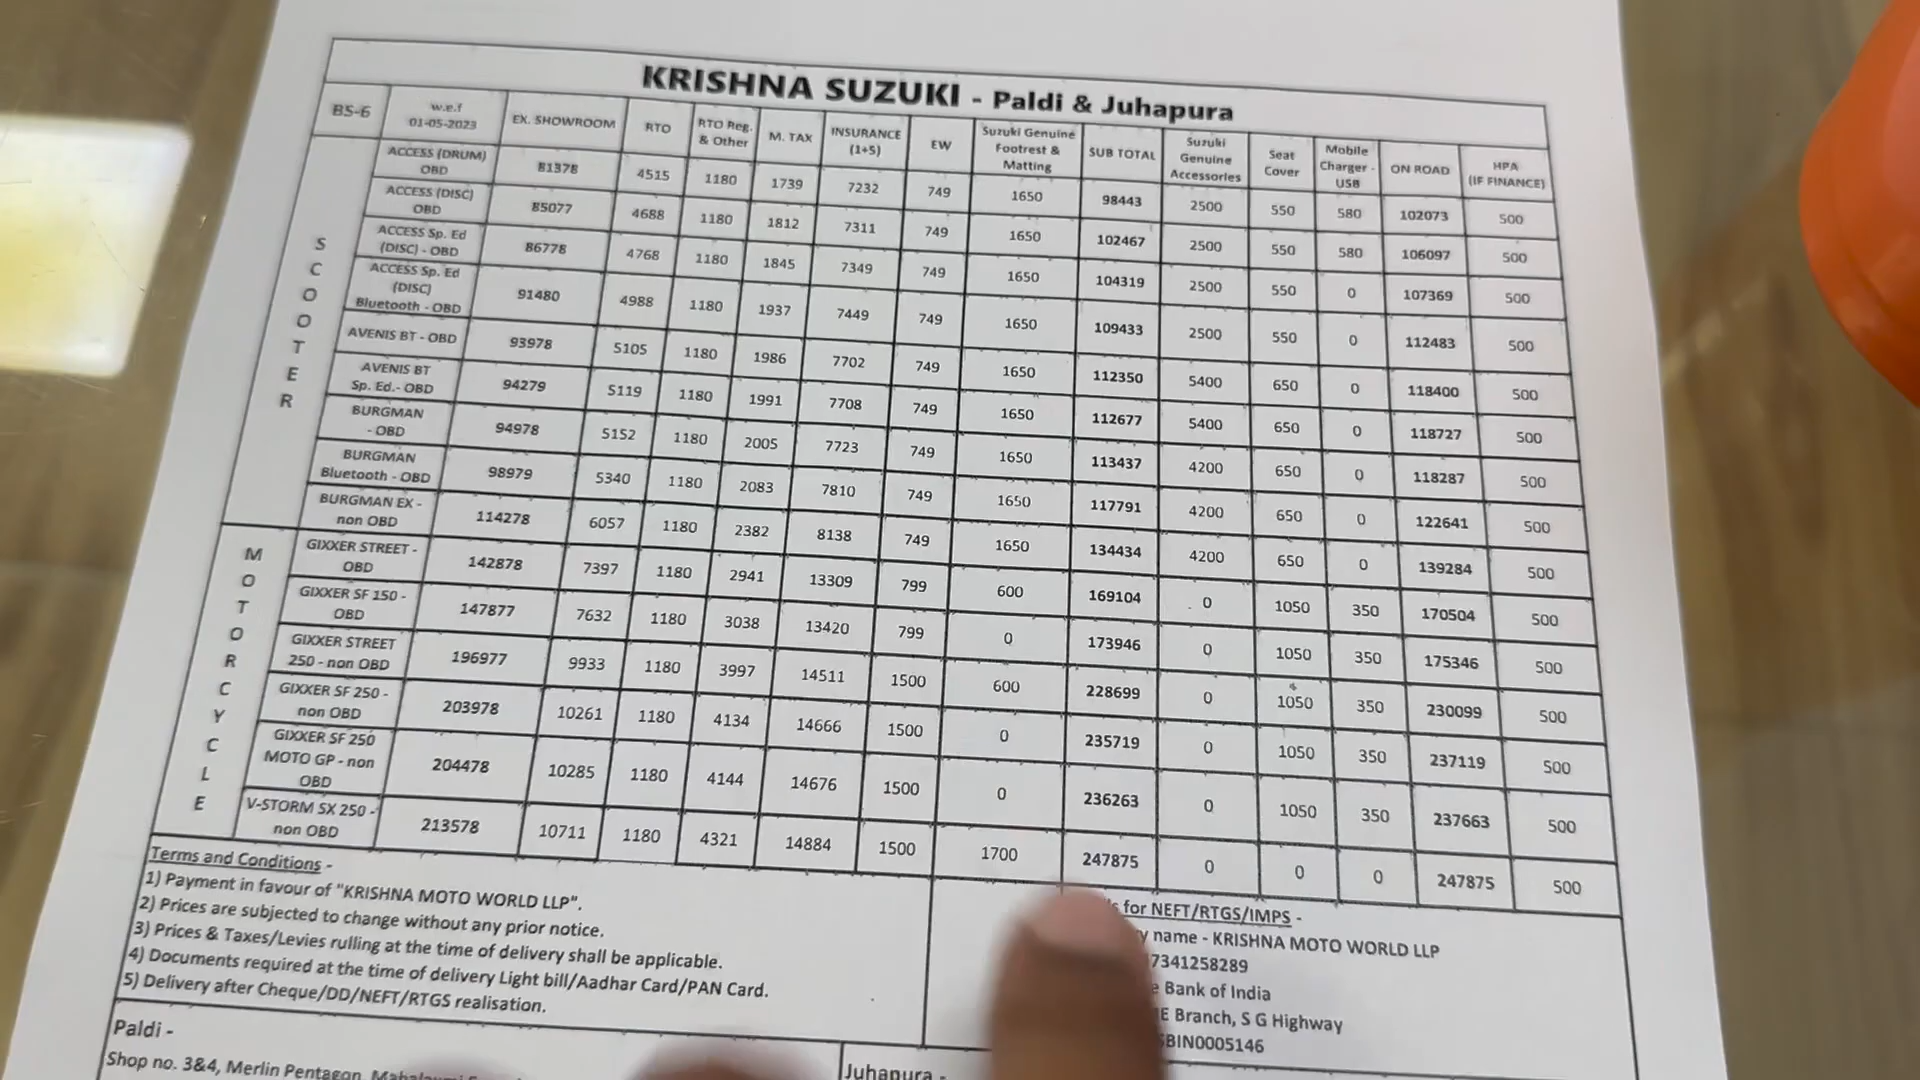 KRISHNA SUZUKI - Paldi & Juhapura
BS-6 w.e.f 01-05-2023 EX. SHOWROOM RTO RTO Reg. & Other M. TAX INSURANCE (1+5) EW Suzuki Genuine Footrest & Matting SUB TOTAL Suzuki Genuine Accessories Seat Cover Mobile Charger - USB ON ROAD HPA (IF FINANCE)
SCOOTER
ACCESS (DRUM) OBD 81378 4515 1180 1739 7232 749 1650 98443 2500 550 580 102073 500
ACCESS (DISC) OBD 85077 4688 1180 1812 7311 749 1650 102467 2500 550 580 106097 500
ACCESS Sp. Ed (DISC) - OBD 86778 4768 1180 1845 7349 749 1650 104319 2500 550 0 107369 500
ACCESS Sp. Ed (DISC) Bluetooth - OBD 91480 4988 1180 1937 7449 749 1650 109433 2500 550 0 112483 500
AVENIS BT - OBD 93978 5105 1180 1986 7702 749 1650 112350 5400 650 0 118400 500
AVENIS BT Sp. Ed.- OBD 94279 5119 1180 1991 7708 749 1650 112677 5400 650 0 118727 500
BURGMAN - OBD 94978 5152 1180 2005 7723 749 1650 113437 4200 650 0 118287 500
BURGMAN Bluetooth - OBD 98979 5340 1180 2083 7810 749 1650 117791 4200 650 0 122641 500
BURGMAN EX - non OBD 114278 6057 1180 2382 8138 749 1650 134434 4200 650 0 139284 500
MOTORCYCLE
GIXXER STREET - OBD 142878 7397 1180 2941 13309 799 600 169104 0 1050 350 170504 500
GIXXER SF 150 - OBD 147877 7632 1180 3038 13420 799 0 173946 0 1050 350 175346 500
GIXXER STREET 250 - non OBD 196977 9933 1180 3997 14511 1500 600 228699 0 1050 350 230099 500
GIXXER SF 250 - non OBD 203978 10261 1180 4134 14666 1500 0 235719 0 1050 350 237119 500
GIXXER SF 250 MOTO GP - non OBD 204478 10285 1180 4144 14676 1500 0 236263 0 1050 350 237663 500
V-STORM SX 250 - non OBD 213578 10711 1180 4321 14884 1500 1700 247875 0 0 0 247875 500
Terms and Conditions -
1) Payment in favour of "KRISHNA MOTO WORLD LLP".
2) Prices are subjected to change without any prior notice.
3) Prices & Taxes/Levies rulling at the time of delivery shall be applicable.
4) Documents required at the time of delivery Light bill/Aadhar Card/PAN Card.
5) Delivery after Cheque/DD/NEFT/RTGS realisation.
for NEFT/RTGS/IMPS -
name - KRISHNA MOTO WORLD LLP
7341258289
Bank of India
Branch, S G Highway
SBIN0005146
Paldi -
Shop no. 3&4, Merlin Pentagon,
Juhapura -